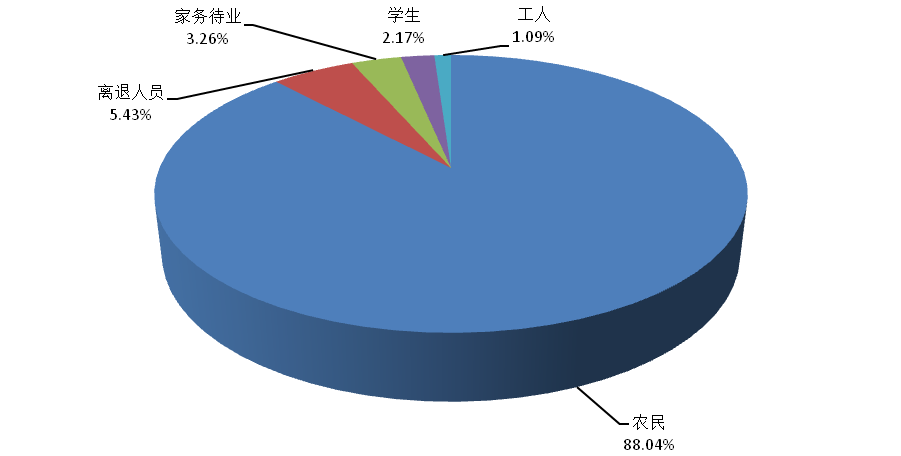 家务待业
3.26%
学生
2.17%
工人
1.09%
离退人员
5.43%
农民
88.04%